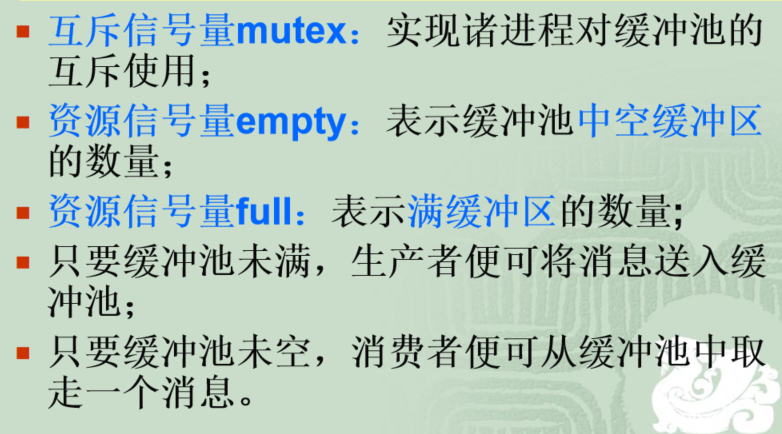 互斥信号量mutex：实现诸进程对缓冲池的
互斥使用；
资源信号量empty：表示缓冲池中空缓冲区
的数量；
资源信号量full：表示满缓冲区的数量;
只要缓冲池未满，生产者便可将消息送入缓
冲池；
只要缓冲池未空，消费者便可从缓冲池中取
走一个消息。